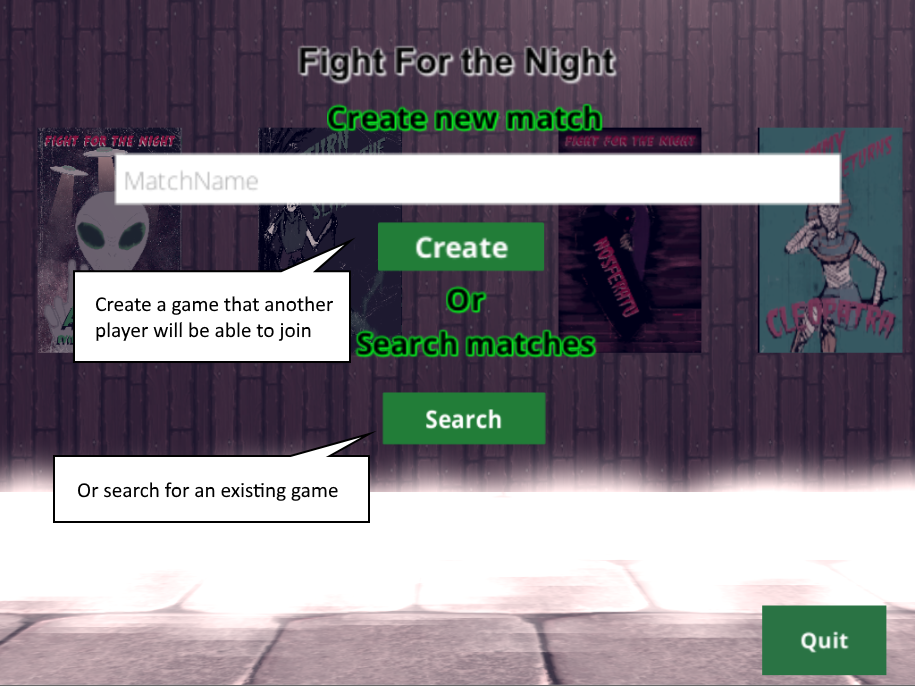 Fight For the Night
Create new match
FIGHT FOR THE NIGHT
FIGHT FOR THE NIGHT
MatchName
Create
NOSFERATU
CLEOPATRA
Create a game that another
player will be able to join
Or
Search matches
Search
Or search for an existing game
Quit